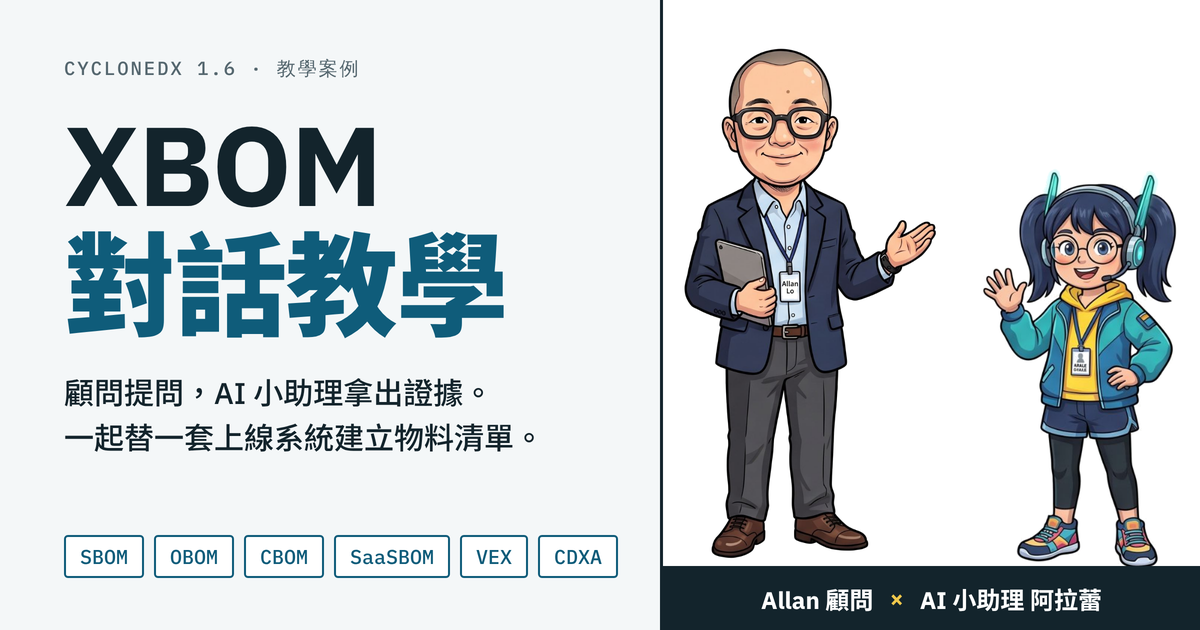 CYCLONEDX 1.6 · 教學案例
XBOM
對話教學
顧問提問，AI 小助理拿出證據。
一起替一套上線系統建立物料清單。
SBOM
OBOM
CBOM
SaaSBOM
VEX
CDXA
Allan
Lo
ARALE
Allan 顧問 × AI 小助理 阿拉蕾